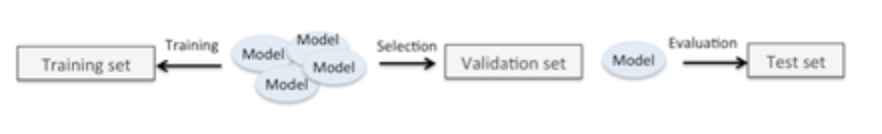 Training set
Training
Model
Model
Model
Model
Selection
Validation set
Model
Evaluation
Test set